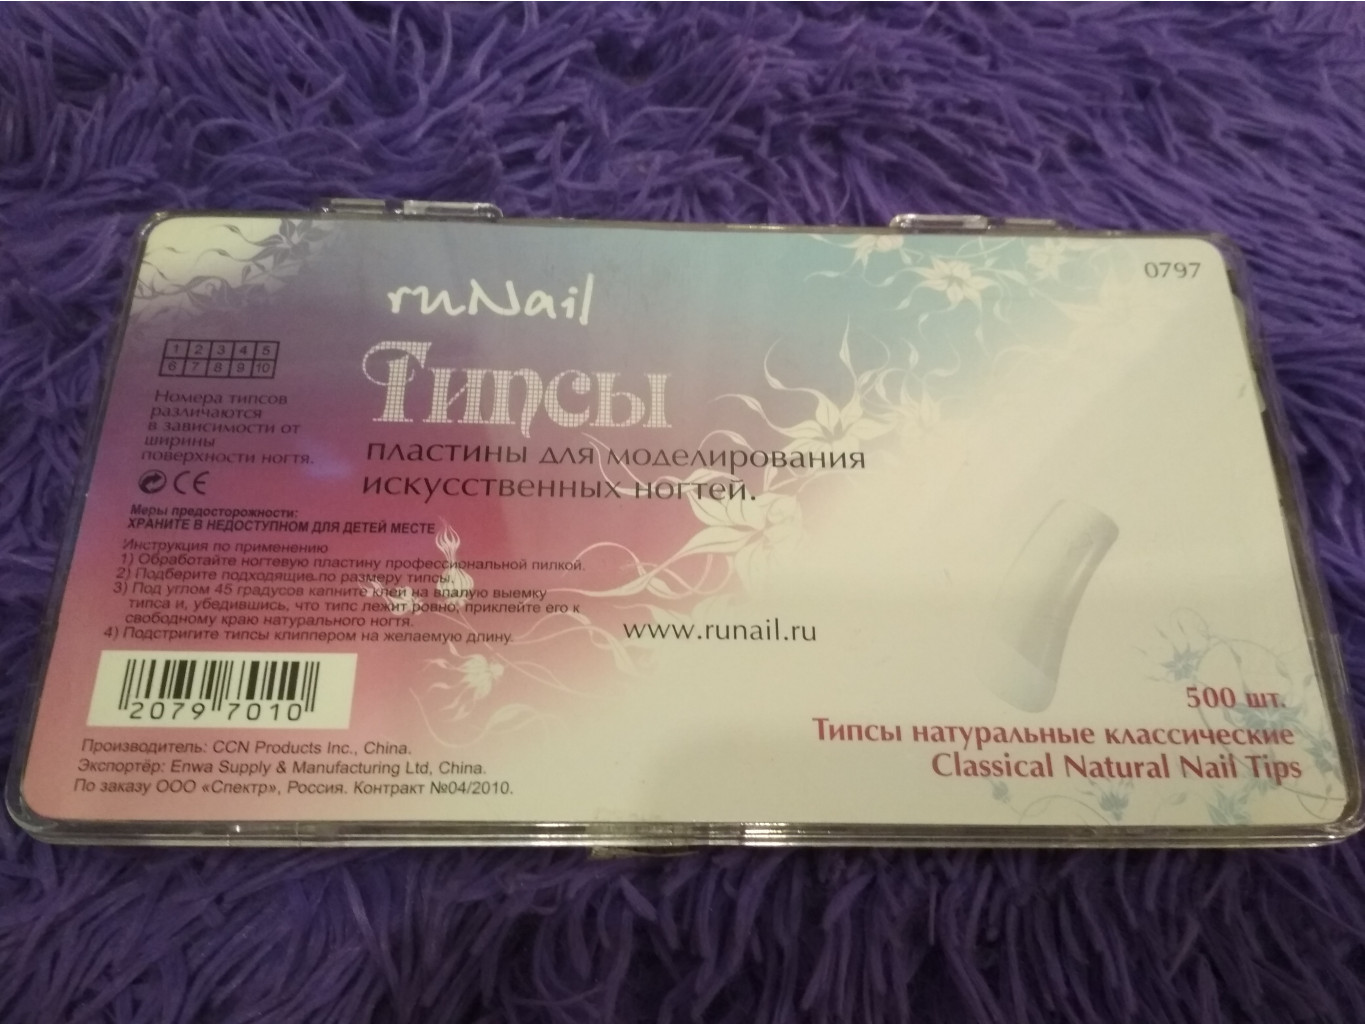 runail
Типсы
пластины для моделирования
искусственных ногтей.
0797
1 2 3 4 5
6 7 8 9 10
Номера типсов
различаются
в зависимости от
ширины
поверхности ногтя.
CE
Меры предосторожности:
ХРАНИТЕ В НЕДОСТУПНОМ ДЛЯ ДЕТЕЙ МЕСТЕ
Инструкция по применению
1) Обработайте ногтевую пластину профессиональной пилкой.
2) Подберите подходящие по размеру типсы.
3) Под углом 45 градусов капните клей на впалую выемку
типса и, убедившись, что типс лежит ровно, приклейте его к
свободному краю натурального ногтя.
4) Подстригите типсы клиппером на желаемую длину.
www.runail.ru
2079 7010
Производитель: CCN Products Inc., China.
Экспортёр: Enwa Supply & Manufacturing Ltd, China.
По заказу ООО «Спектр», Россия. Контракт №04/2010.
500 шт.
Типсы натуральные классические
Classical Natural Nail Tips